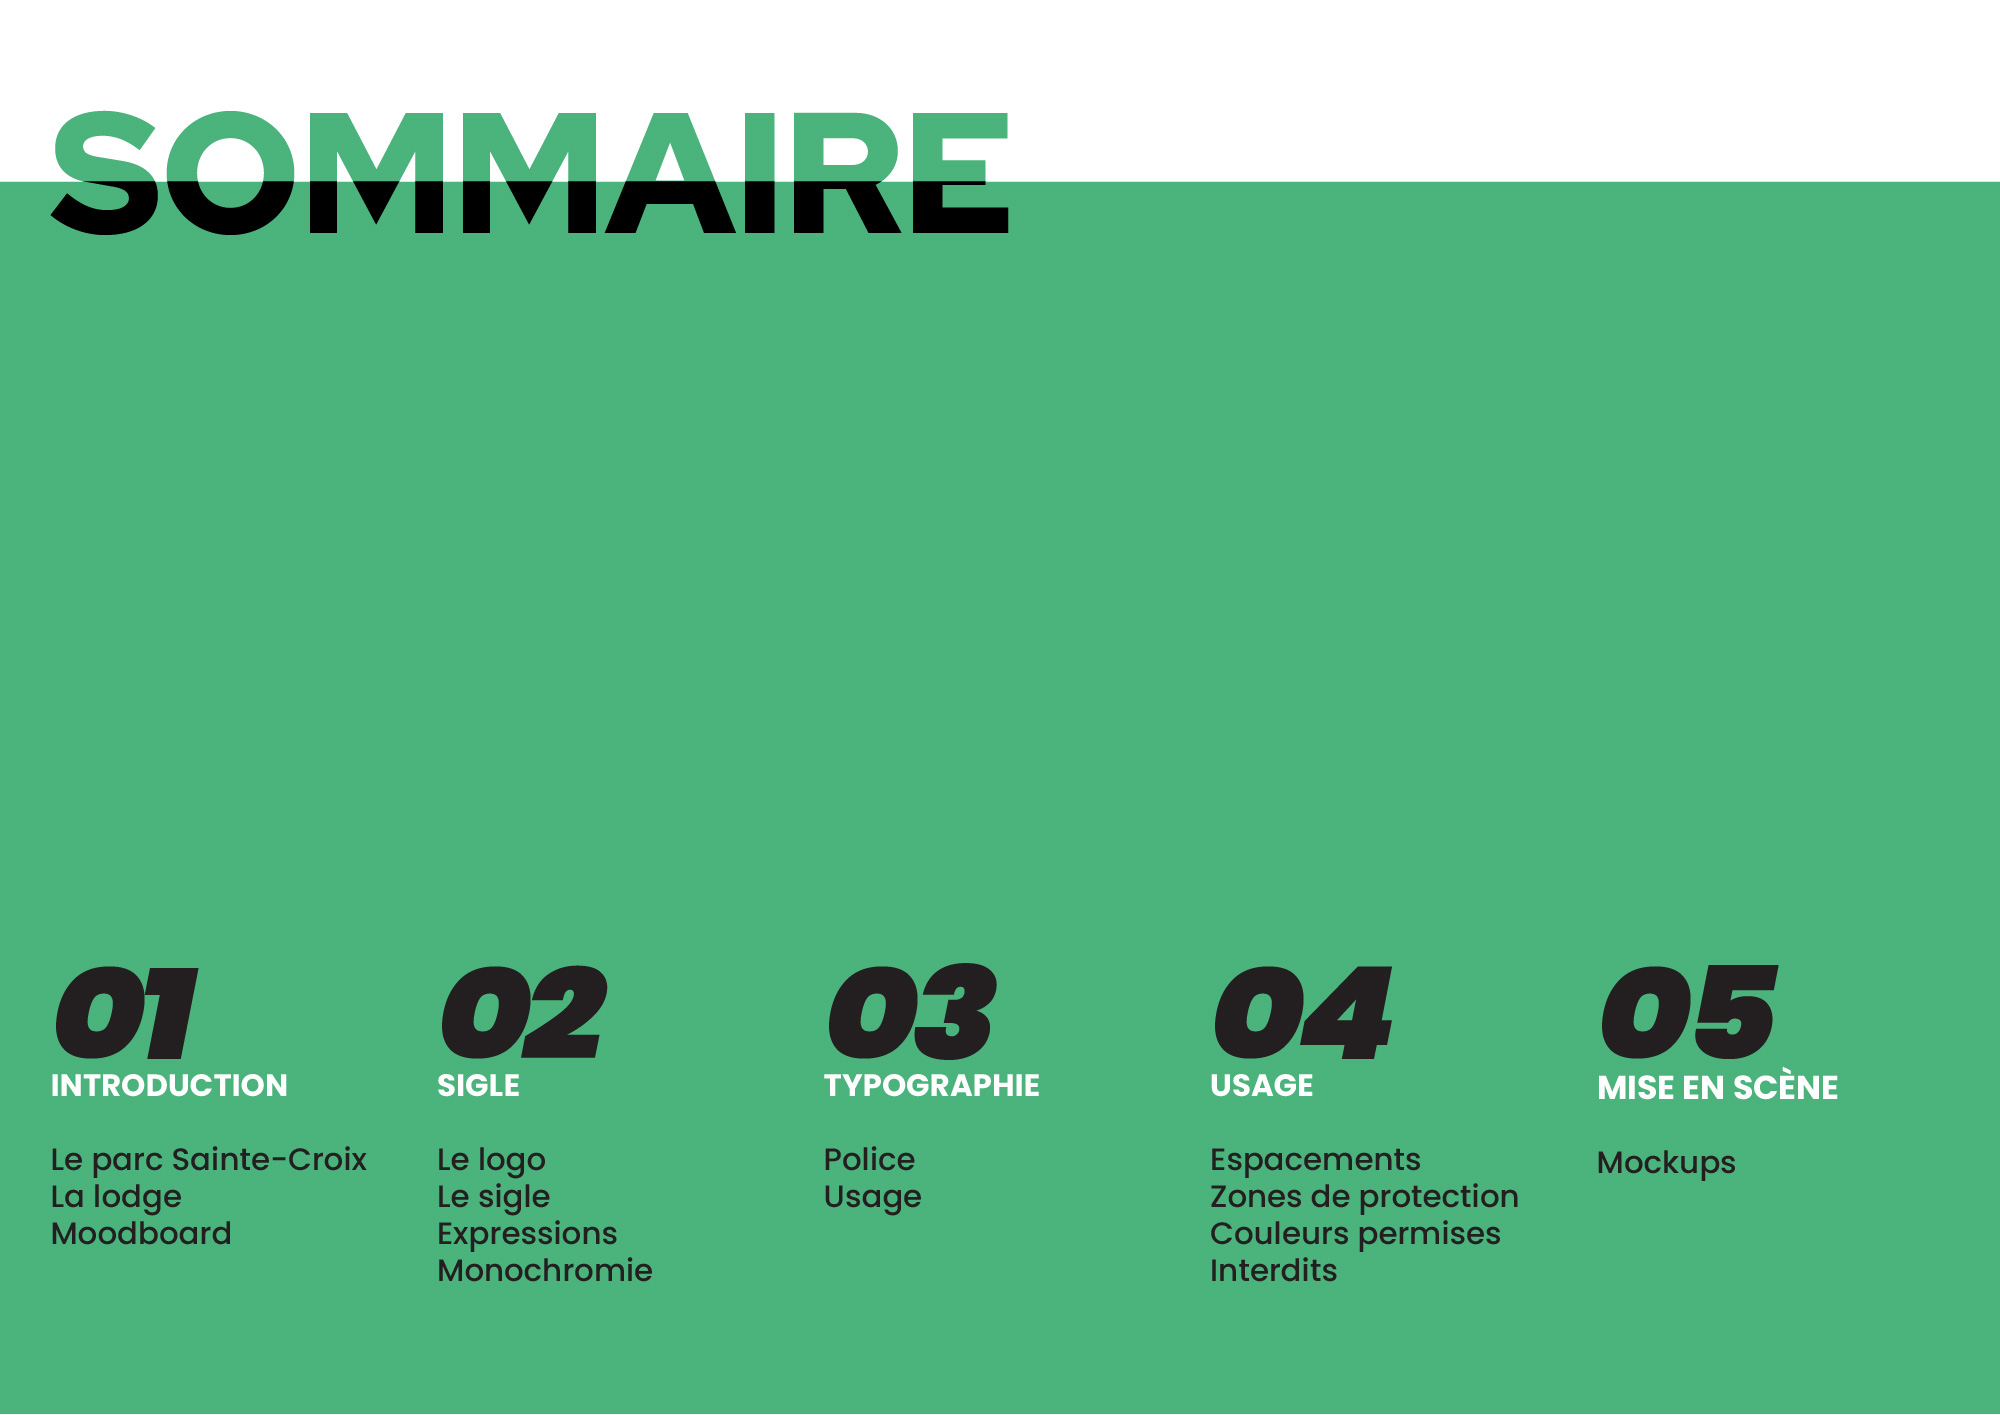 SOMMAIRE
01
INTRODUCTION
Le parc Sainte-Croix
La lodge
Moodboard
02
SIGLE
Le logo
Le sigle
Expressions
Monochromie
03
TYPOGRAPHIE
Police
Usage
04
USAGE
Espacements
Zones de protection
Couleurs permises
Interdits
05
MISE EN SCÈNE
Mockups